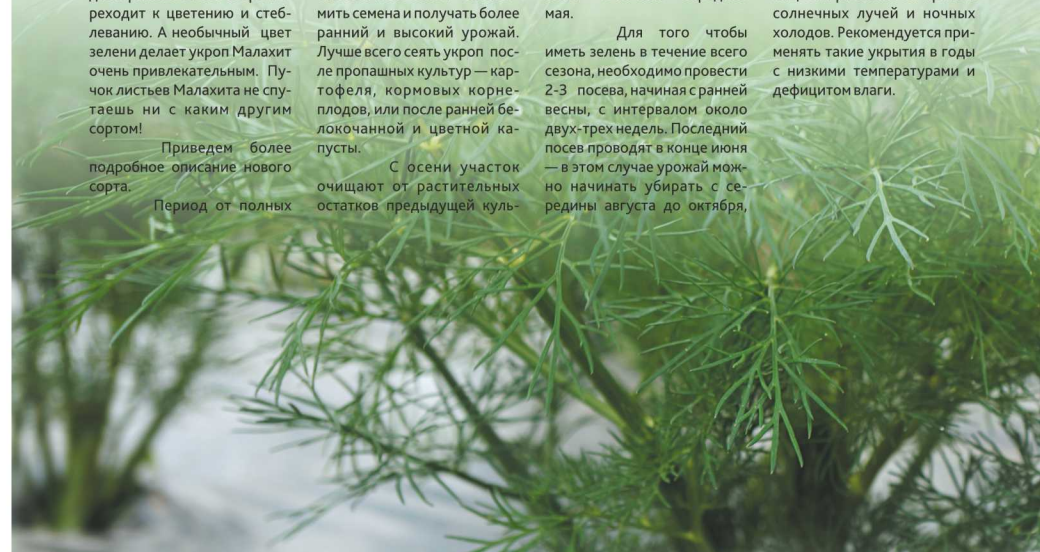 реходит к цветению и стеб-
леванию. А необычный цвет
зелени делает укроп Малахит
очень привлекательным. Пу-
чок листьев Малахита не спу-
таешь ни с каким другим
сортом!
Приведем более
подробное описание нового
сорта.
Период от полных
мить семена и получать более
ранний и высокий урожай.
Лучше всего сеять укроп пос-
ле пропашных культур — кар-
тофеля, кормовых корне-
плодов, или после ранней бе-
локочанной и цветной ка-
пусты.
С осени участок
очищают от растительных
остатков предыдущей куль-
мая.
Для того чтобы
иметь зелень в течение всего
сезона, необходимо провести
2-3 посева, начиная с ранней
весны, с интервалом около
двух-трех недель. Последний
посев проводят в конце июня
— в этом случае урожай мож-
но начинать убирать с се-
редины августа до октября,
солнечных лучей и ночных
холодов. Рекомендуется при-
менять такие укрытия в годы
с низкими температурами и
дефицитом влаги.